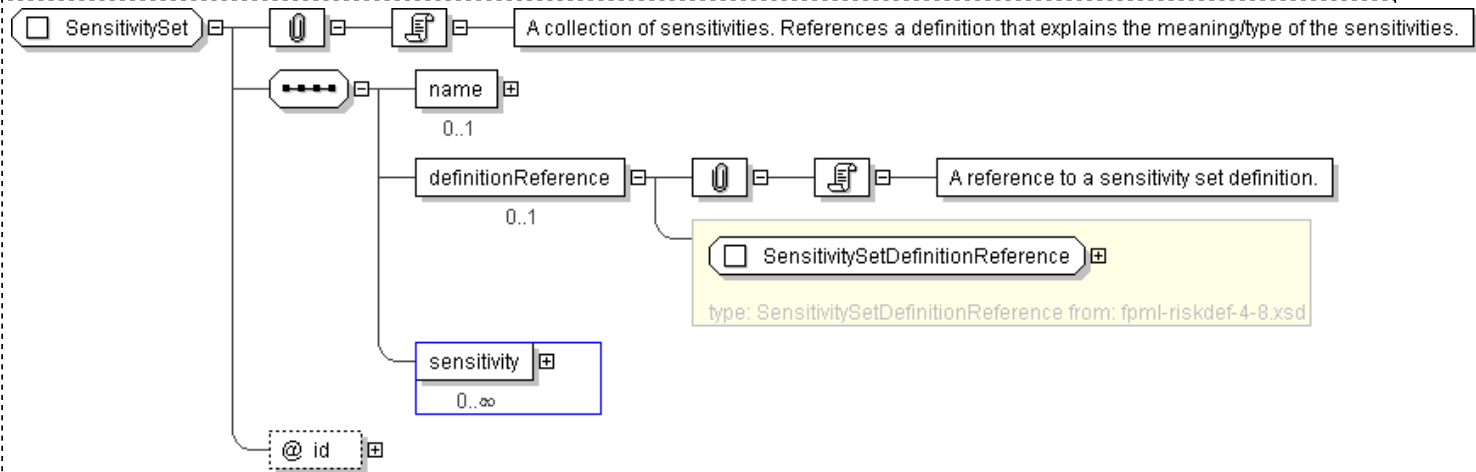 SensitivitySet
A collection of sensitivities. References a definition that explains the meaning/type of the sensitivities.
name
0..1
definitionReference
A reference to a sensitivity set definition.
0..1
SensitivitySetDefinitionReference
type: SensitivitySetDefinitionReference from: fpml-riskdef-4-8.xsd
sensitivity
0..∞
@ id